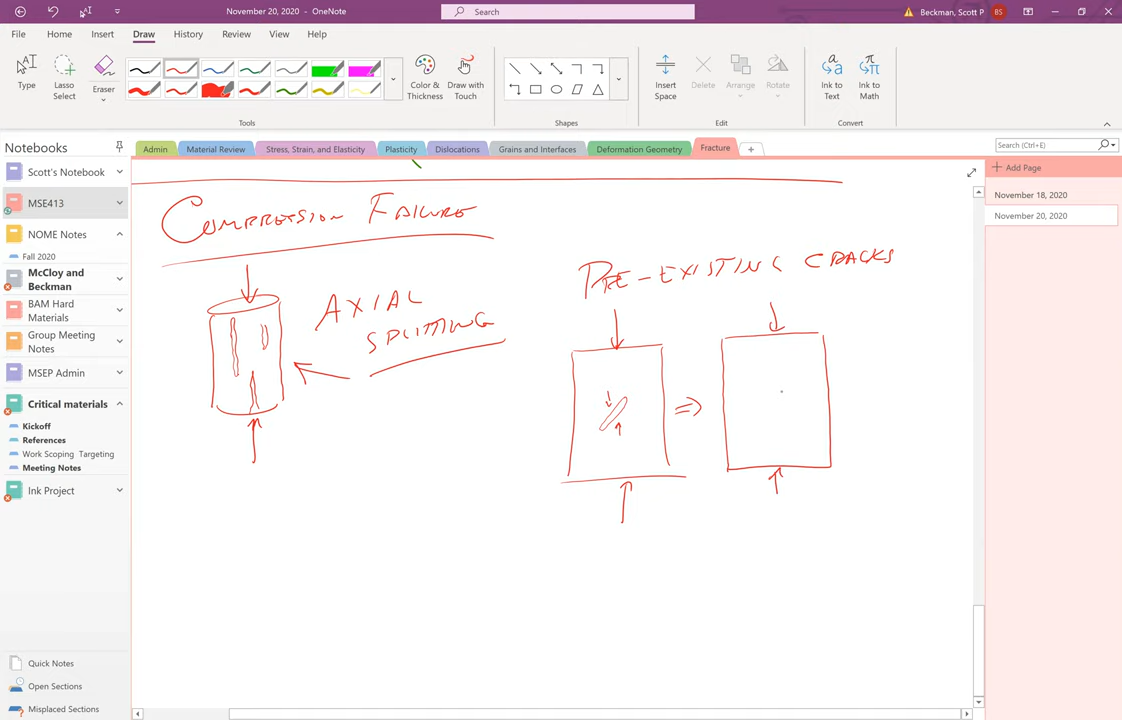 November 20, 2020 - OneNote
Search
Beckman, Scott P
BS
File
Home
Insert
Draw
History
Review
View
Help
Type
Lasso
Select
Eraser
Color &
Thickness
Draw with
Touch
Insert
Space
Delete
Arrange
Rotate
Ink to
Text
Ink to
Math
Tools
Shapes
Edit
Convert
Notebooks
Admin
Material Review
Stress, Strain, and Elasticity
Plasticity
Dislocations
Grains and Interfaces
Deformation Geometry
Fracture
Search (Ctrl+E)
Scott's Notebook
MSE413
NOME Notes
Fall 2020
McCloy and
Beckman
BAM Hard
Materials
Group Meeting
Notes
MSEP Admin
Critical materials
Kickoff
References
Work Scoping Targeting
Meeting Notes
Ink Project
Quick Notes
Open Sections
Misplaced Sections
COMPRESSION FAILURE
AXIAL
SPLITTING
PRE-EXISTING CRACKS
Add Page
November 18, 2020
November 20, 2020